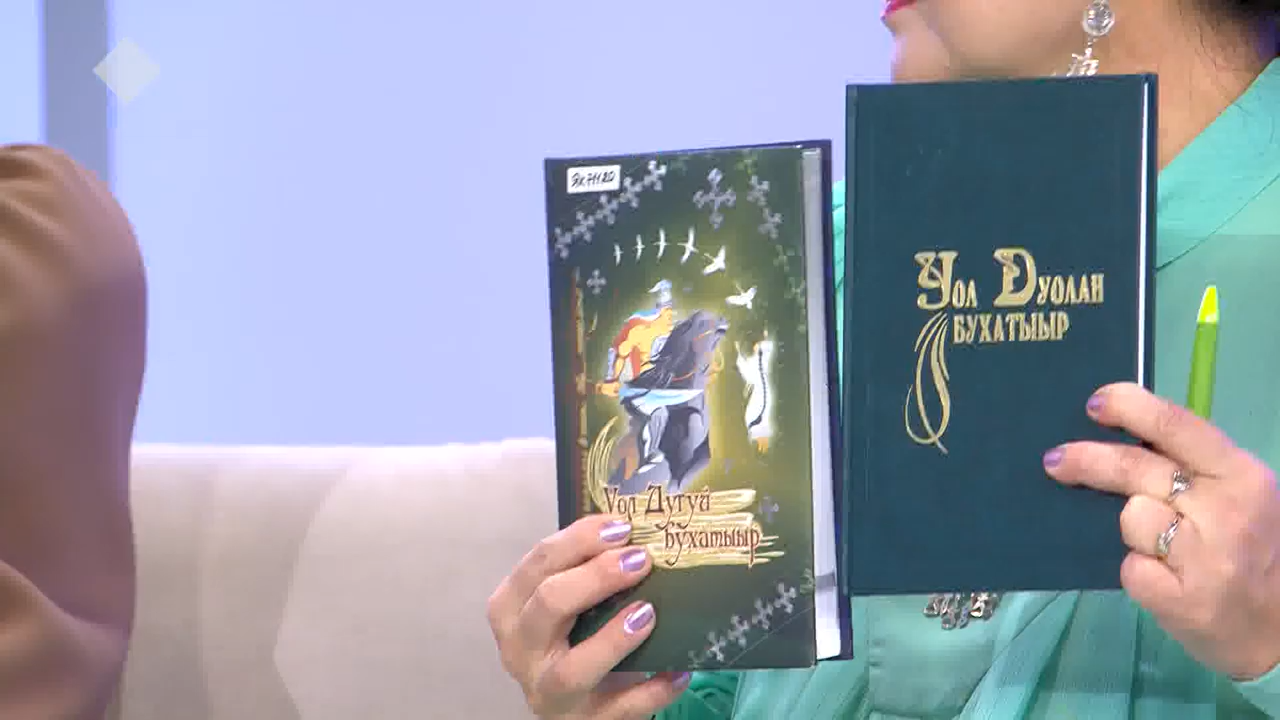 Уол Дугуй
бухатыыр
Уол Дуолан
бухатыыр